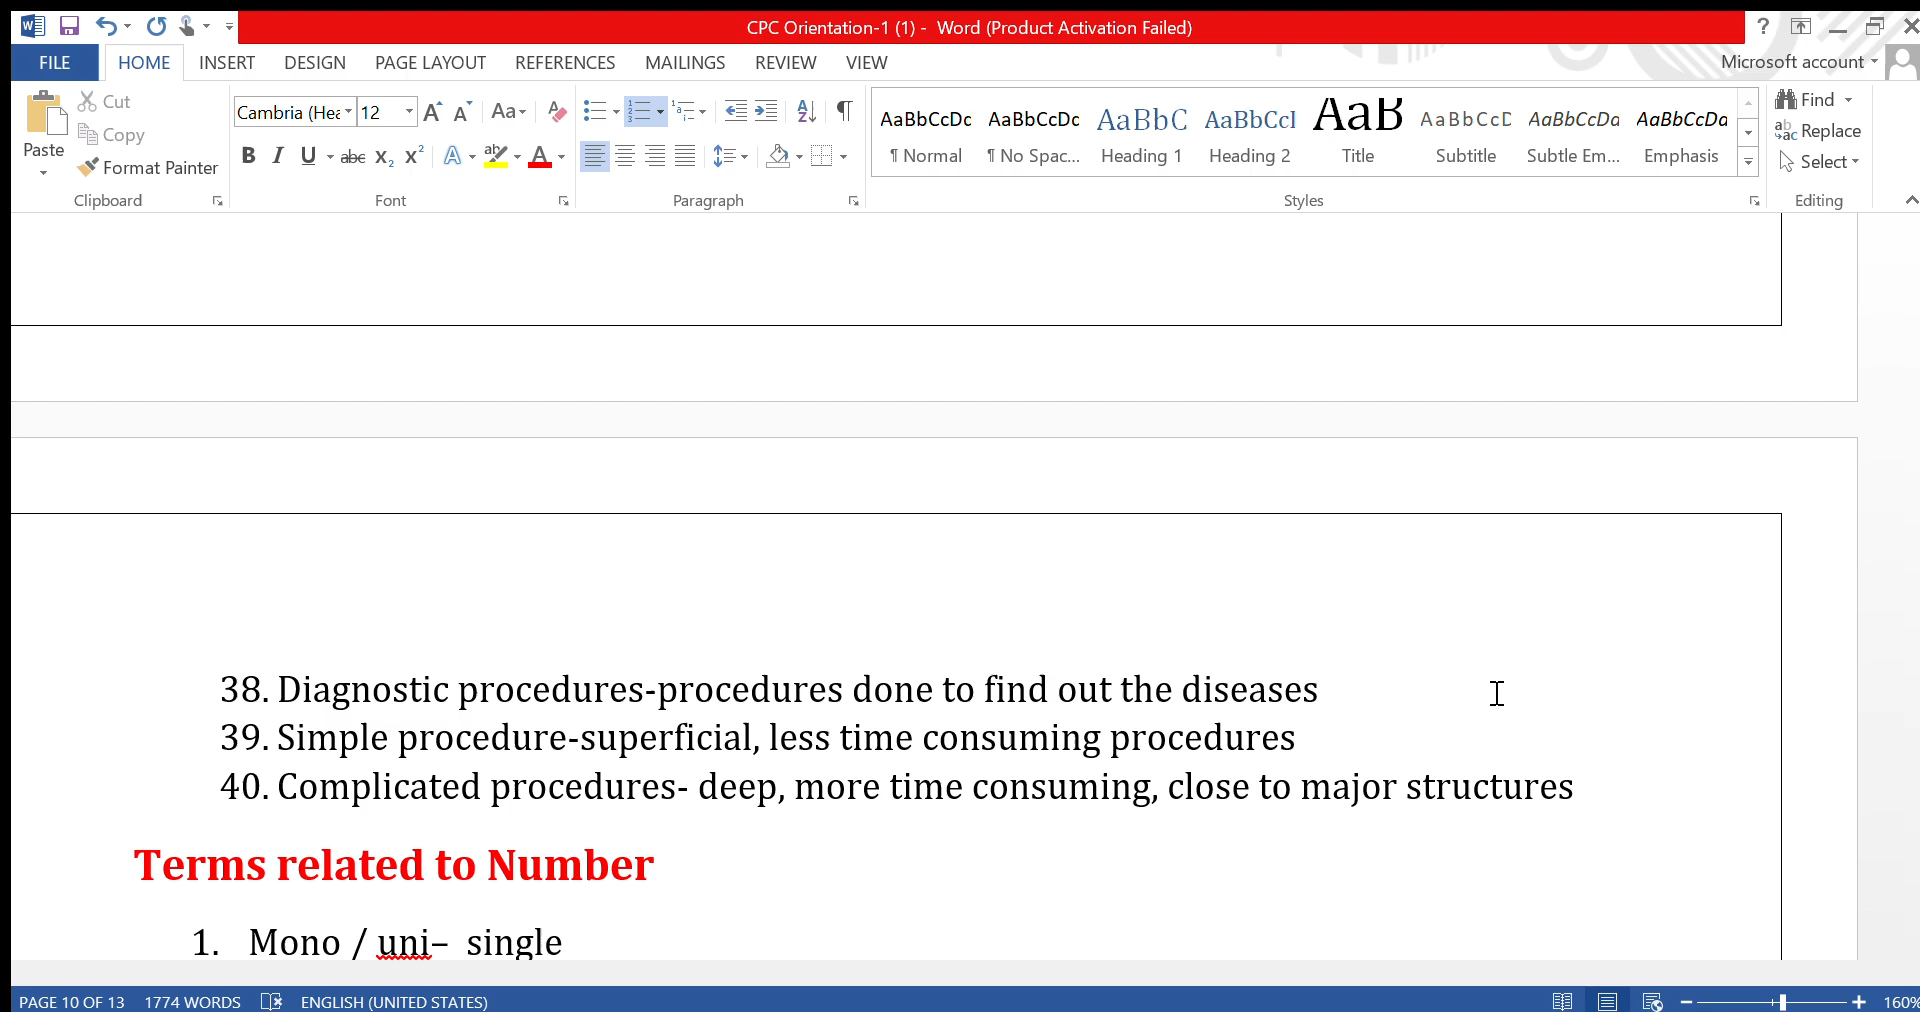 CPC Orientation-1 (1) - Word (Product Activation Failed)
FILE HOME INSERT DESIGN PAGE LAYOUT REFERENCES MAILINGS REVIEW VIEW Microsoft account
Paste Cut Copy Format Painter
Clipboard
Cambria (Hea 12 Aa
B I U abc X2 X2 A ab A
Font
Paragraph
AaBbCcDc AaBbCcDc AaBbC AaBbCcI AaB AaBbCcD AaBbCcDa AaBbCcDa
¶ Normal ¶ No Spac... Heading 1 Heading 2 Title Subtitle Subtle Em... Emphasis
Styles
Find
Replace
Select
Editing
38. Diagnostic procedures-procedures done to find out the diseases
39. Simple procedure-superficial, less time consuming procedures
40. Complicated procedures- deep, more time consuming, close to major structures
Terms related to Number
1. Mono / uni– single
PAGE 10 OF 13 1774 WORDS ENGLISH (UNITED STATES) 160%